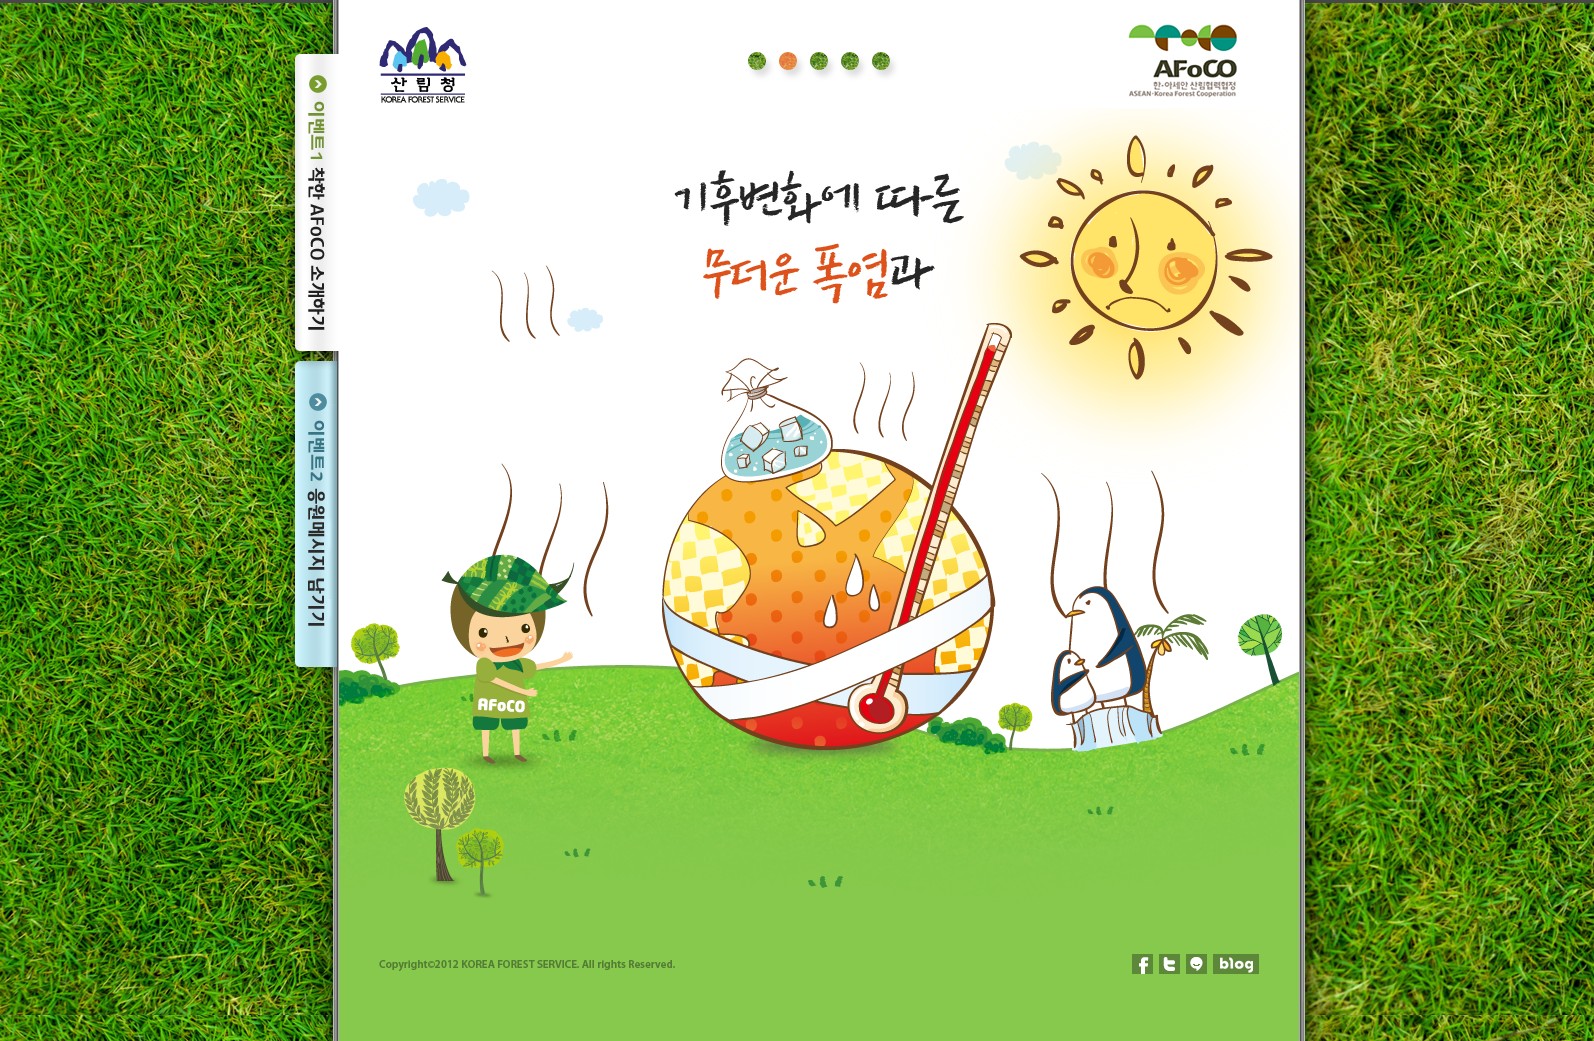 산림청
KOREA FOREST SERVICE
AFoCO
한·아세안 산림협력협정
ASEAN-Korea Forest Cooperation
이벤트1 착한 AFoCO 소개하기
이벤트2 응원메시지 남기기
기후변화에 따른
무더운 폭염과
AFoCO
Copyright©2012 KOREA FOREST SERVICE. All rights Reserved.
blog